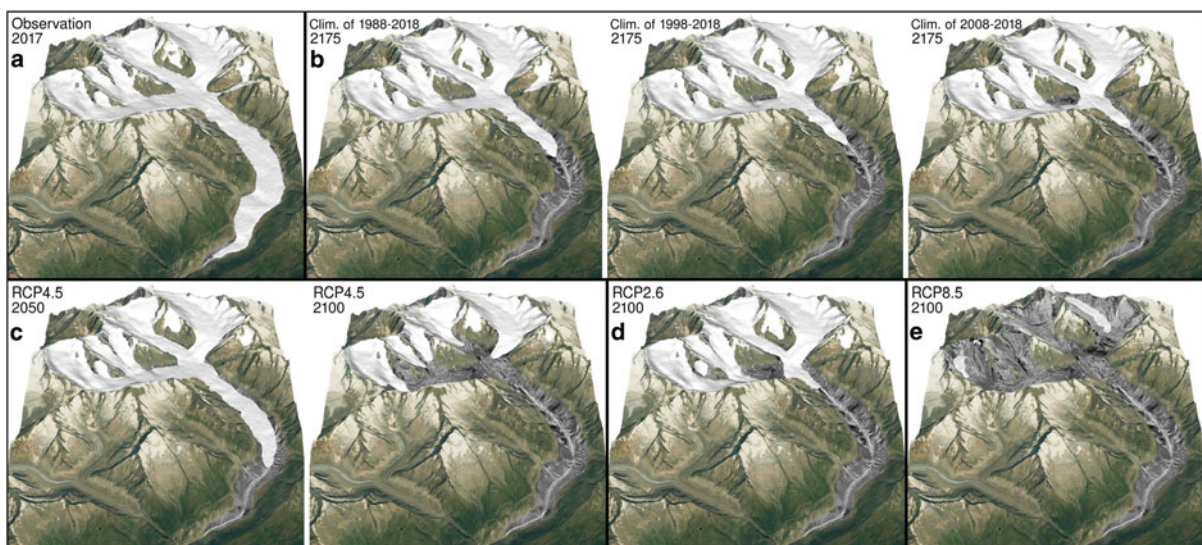 Observation
2017
a
Clim. of 1988-2018
2175
b
Clim. of 1998-2018
2175
Clim. of 2008-2018
2175
RCP4.5
2050
c
RCP4.5
2100
RCP2.6
2100
d
RCP8.5
2100
e